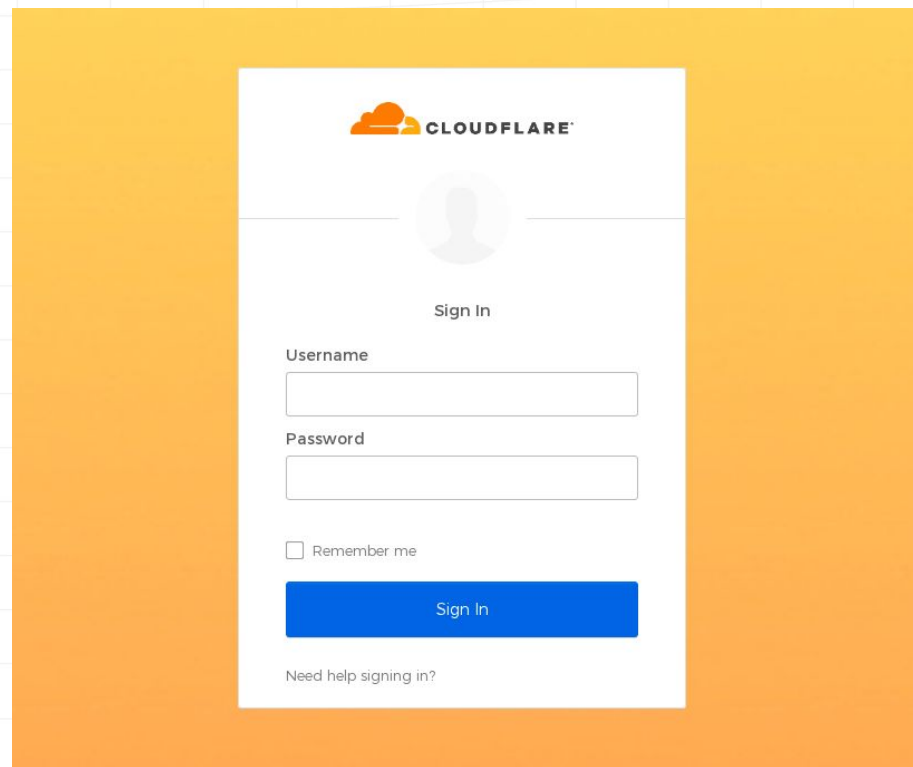 CLOUDFLARE
Sign In
Username
Password
Remember me
Sign In
Need help signing in?